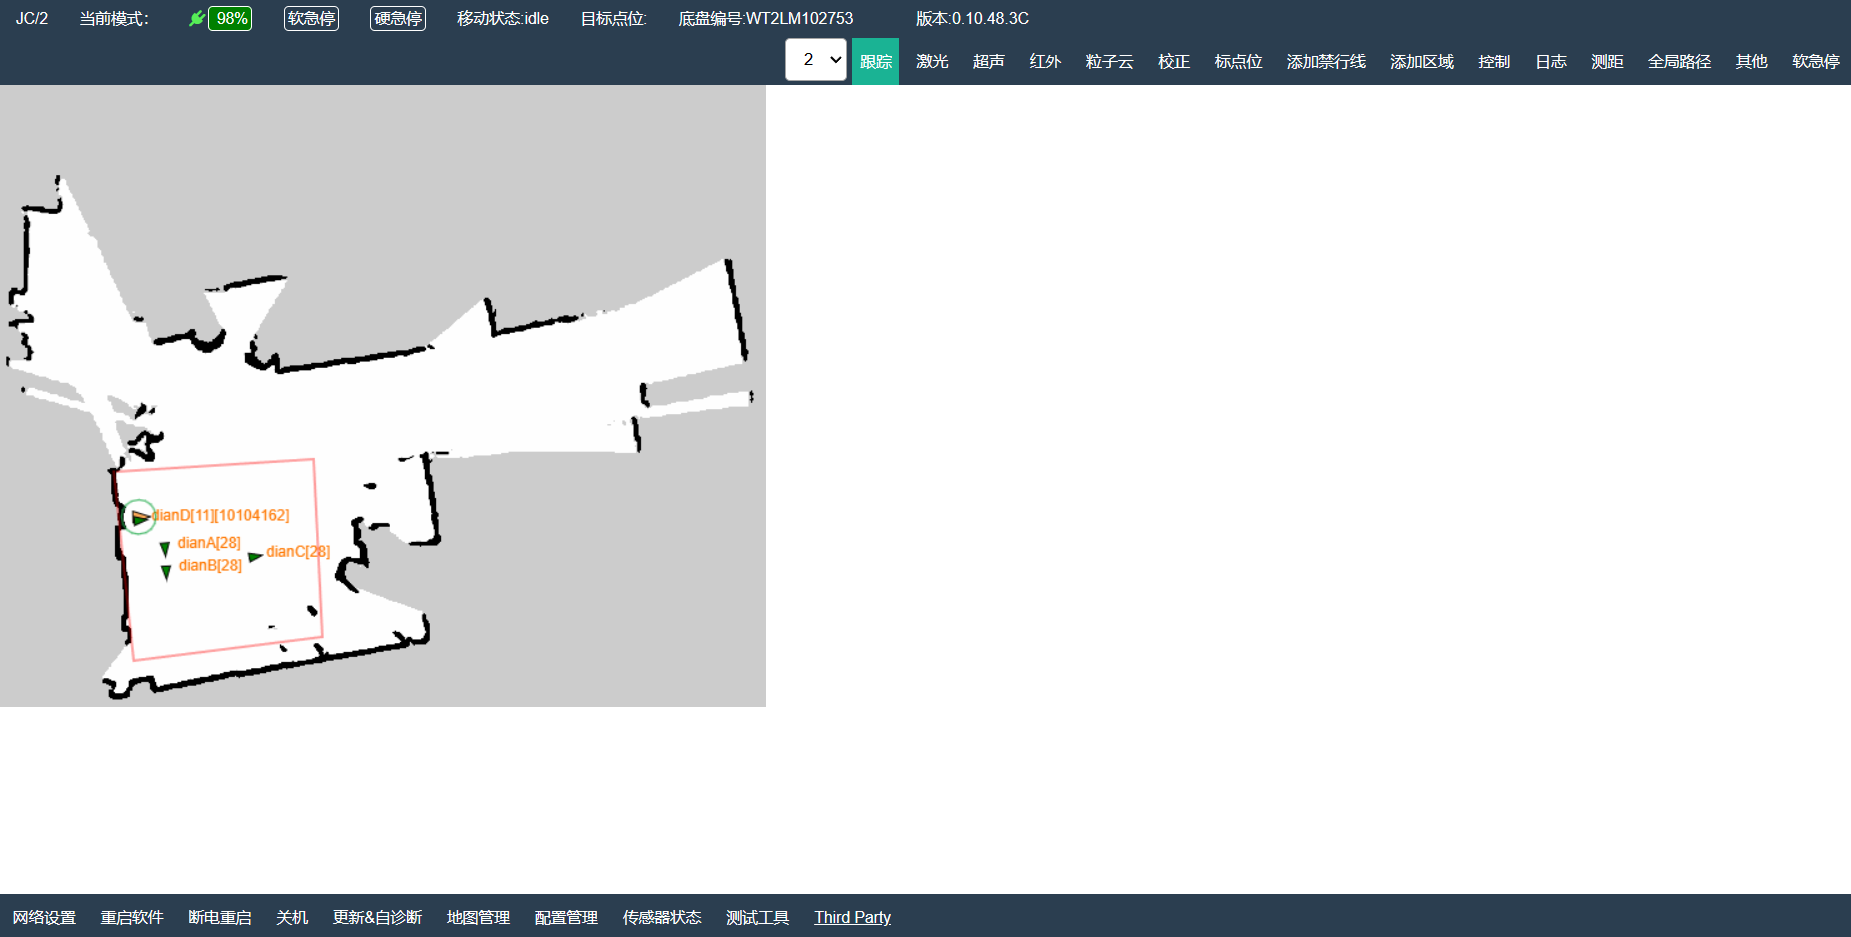 JC/2 当前模式: 98% 软急停 硬急停 移动状态:idle 目标点位: 底盘编号:WT2LM102753 版本:0.10.48.3C
2 跟踪 激光 超声 红外 粒子云 校正 标点位 添加禁行线 添加区域 控制 日志 测距 全局路径 其他 软急停
dianD[11][10104162]
dianA[28]
dianC[28]
dianB[28]
网络设置 重启软件 断电重启 关机 更新&自诊断 地图管理 配置管理 传感器状态 测试工具 Third Party